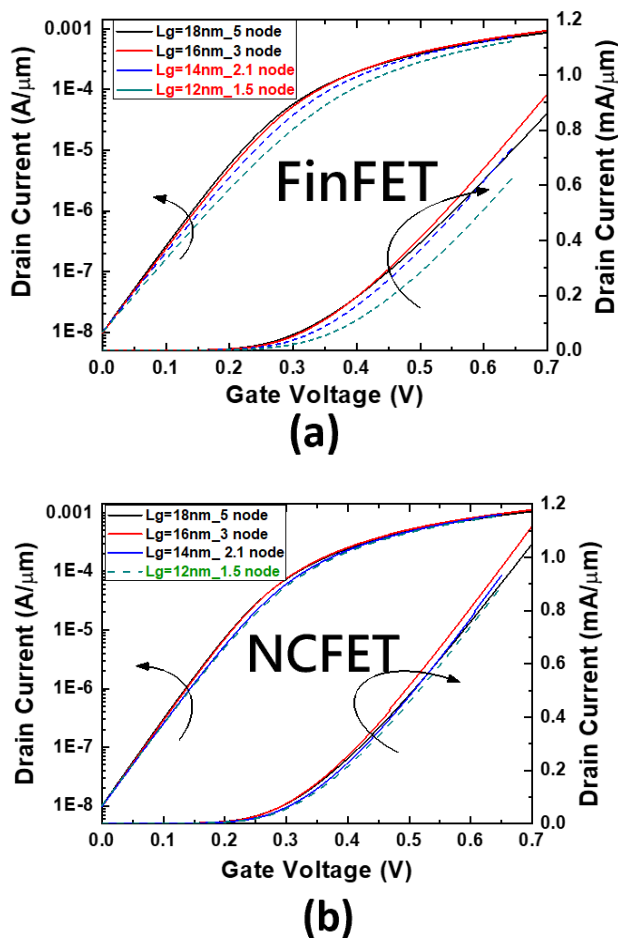 Lg=18nm_5 node
Lg=16nm_3 node
Lg=14nm_2.1 node
Lg=12nm_1.5 node
FinFET
Drain Current (A/μm)
0.001
1E-4
1E-5
1E-6
1E-7
1E-8
Drain Current (mA/μm)
1.2
1.0
0.8
0.6
0.4
0.2
0.0
0.0 0.1 0.2 0.3 0.4 0.5 0.6 0.7
Gate Voltage (V)
(a)
Lg=18nm_5 node
Lg=16nm_3 node
Lg=14nm_ 2.1 node
Lg=12nm_1.5 node
NCFET
Drain Current (A/μm)
0.001
1E-4
1E-5
1E-6
1E-7
1E-8
Drain Current (mA/μm)
1.2
1.0
0.8
0.6
0.4
0.2
0.0
0.0 0.1 0.2 0.3 0.4 0.5 0.6 0.7
Gate Voltage (V)
(b)